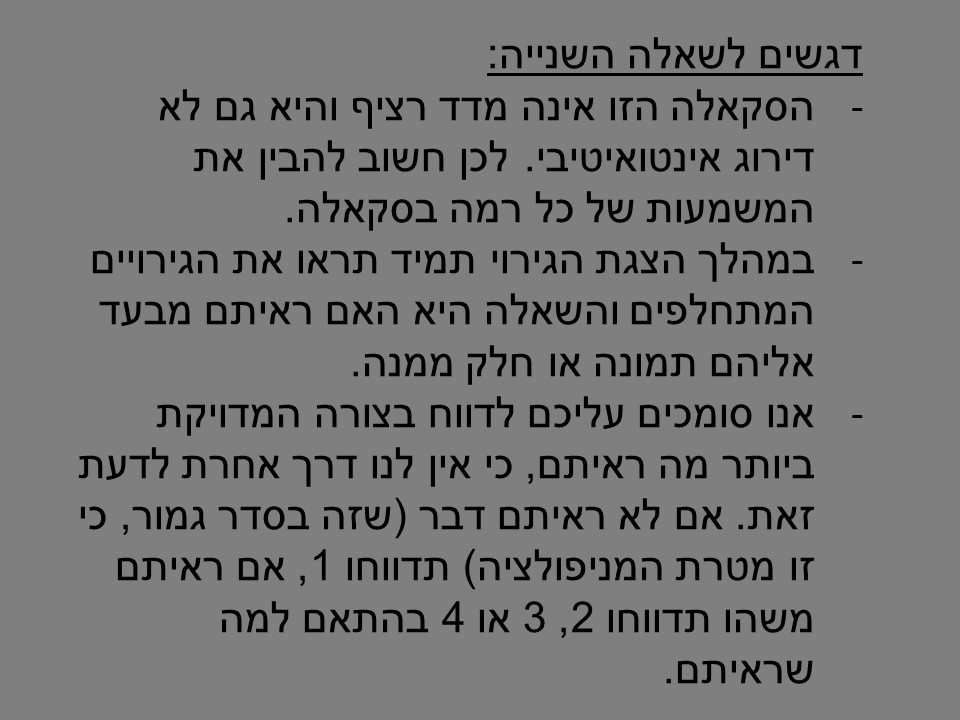 דגשים לשאלה השנייה:
- הסקאלה הזו אינה מדד רציף והיא גם לא
דירוג אינטואיטיבי. לכן חשוב להבין את
המשמעות של כל רמה בסקאלה.
- במהלך הצגת הגירוי תמיד תראו את הגירויים
המתחלפים והשאלה היא האם ראיתם מבעד
אליהם תמונה או חלק ממנה.
- אנו סומכים עליכם לדווח בצורה המדויקת
ביותר מה ראיתם, כי אין לנו דרך אחרת לדעת
זאת. אם לא ראיתם דבר (שזה בסדר גמור, כי
זו מטרת המניפולציה) תדווחו 1, אם ראיתם
משהו תדווחו 2, 3 או 4 בהתאם למה
שראיתם.